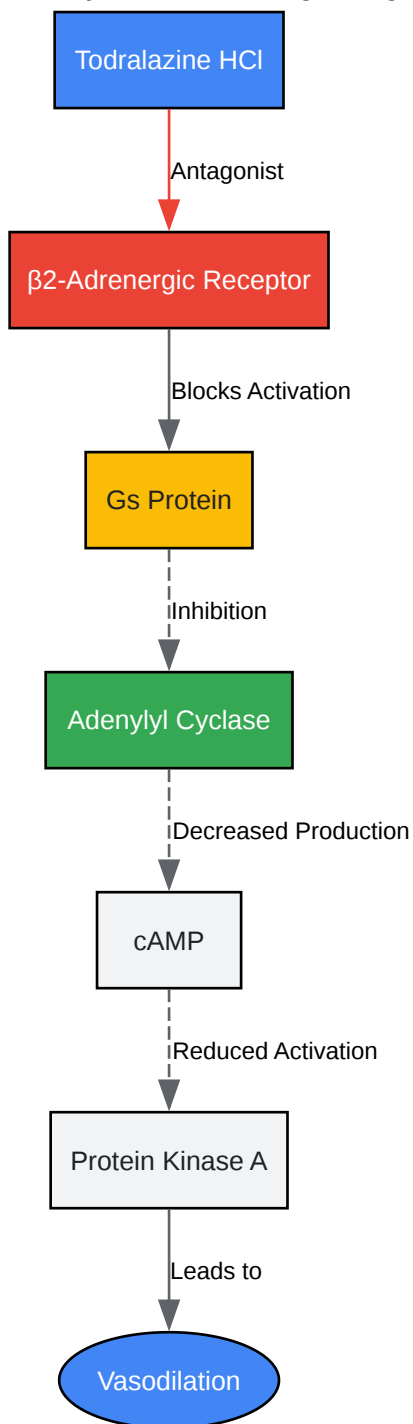 Todralazine HCl
Antagonist
β2-Adrenergic Receptor
Blocks Activation
Gs Protein
Inhibition
Adenylyl Cyclase
Decreased Production
cAMP
Reduced Activation
Protein Kinase A
Leads to
Vasodilation